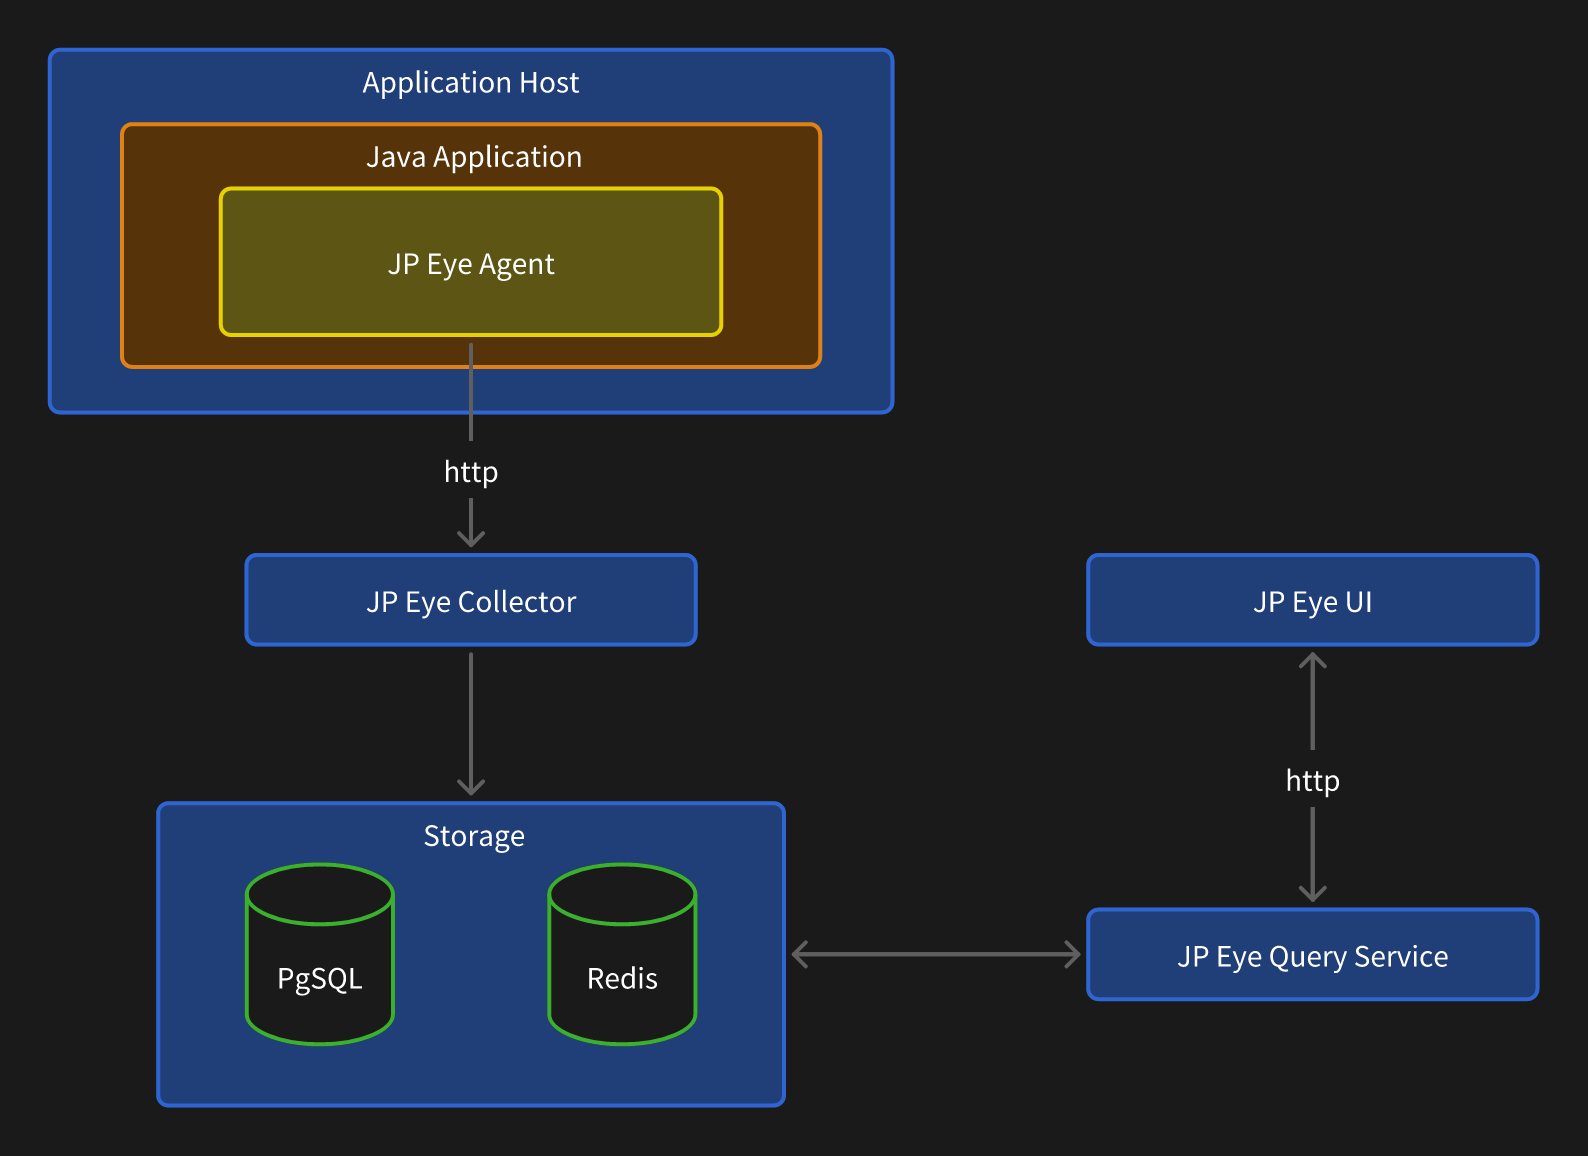 Application Host
Java Application
JP Eye Agent
http
JP Eye Collector
JP Eye UI
http
Storage
PgSQL
Redis
JP Eye Query Service